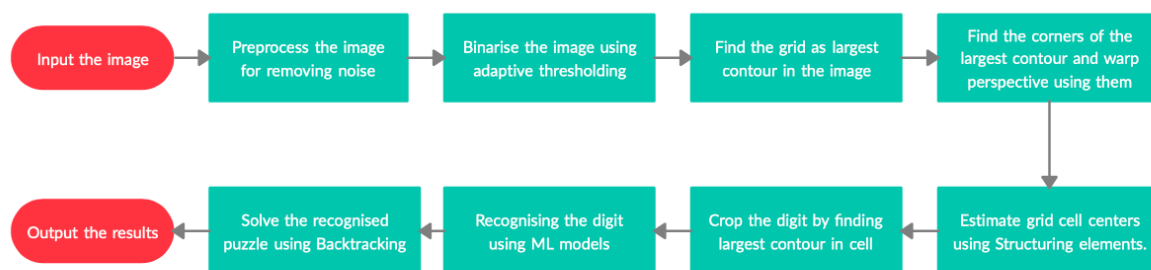 Input the image
Preprocess the image
for removing noise
Binarise the image using
adaptive thresholding
Find the grid as largest
contour in the image
Find the corners of the
largest contour and warp
perspective using them
Estimate grid cell centers
using Structuring elements.
Crop the digit by finding
largest contour in cell
Recognising the digit
using ML models
Solve the recognised
puzzle using Backtracking
Output the results